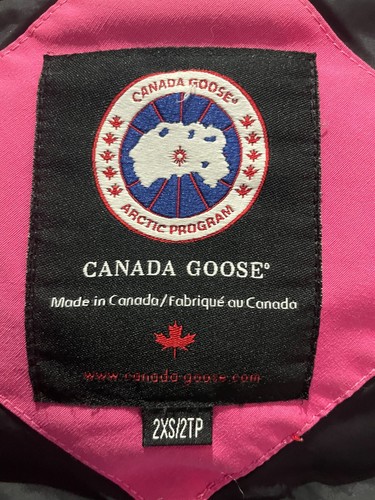 CANADA GOOSE®
ARCTIC PROGRAM
CANADA GOOSE®
Made in Canada/Fabriqué au Canada
www.canada-goose.com
2XS/2TP